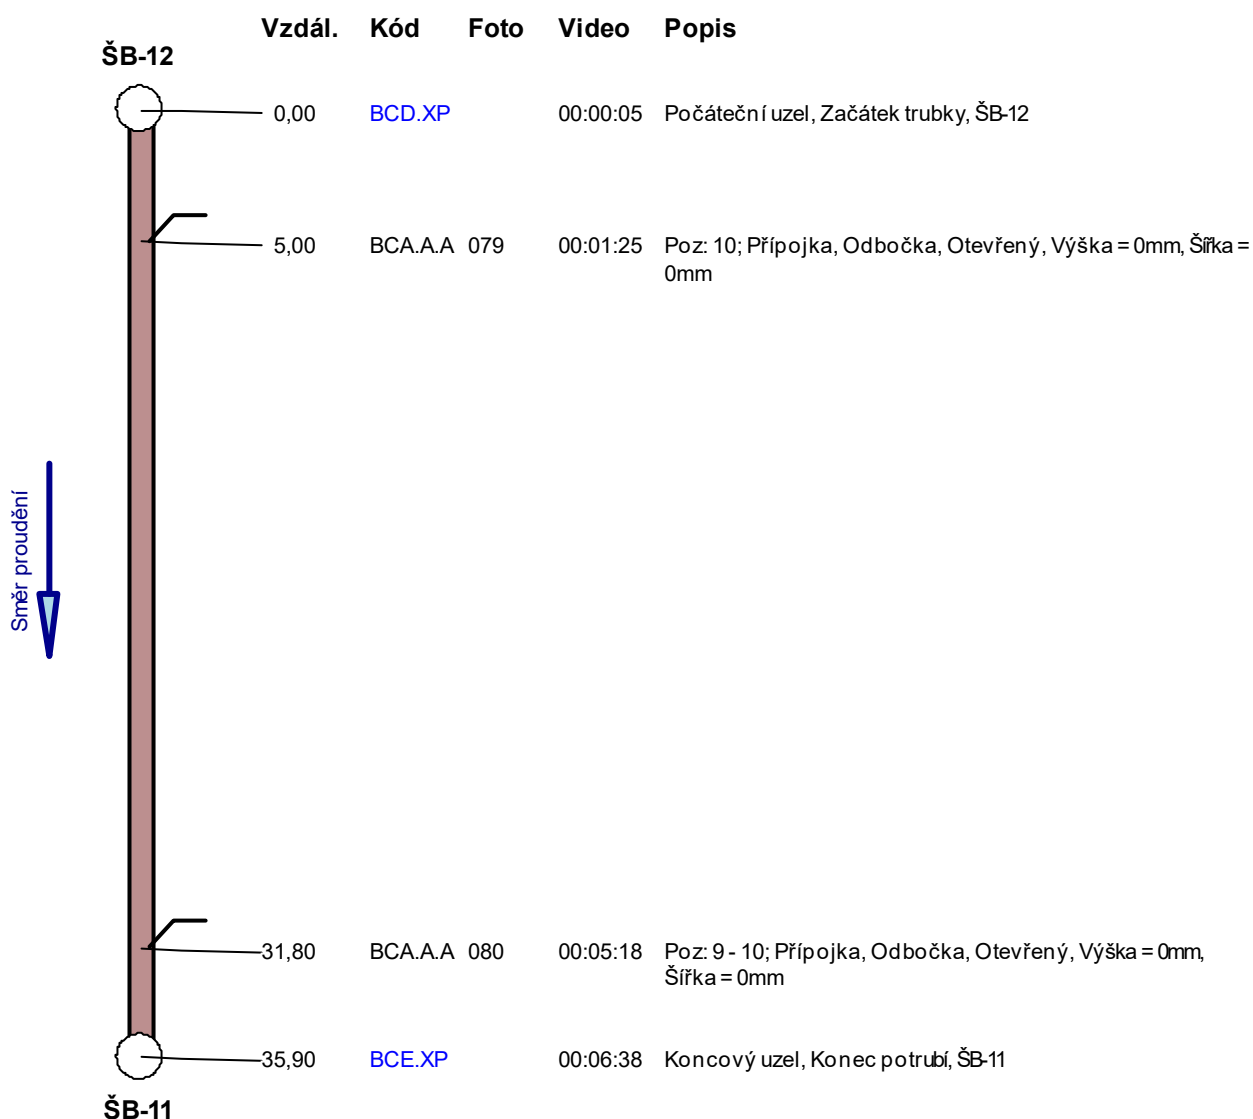 Vzdál. Kód Foto Video Popis
ŠB-12
0,00 BCD.XP 00:00:05 Počáteční uzel, Začátek trubky, ŠB-12
5,00 BCA.A.A 079 00:01:25 Poz: 10; Přípojka, Odbočka, Otevřený, Výška = 0mm, Šířka =
0mm
Směr proudění
31,80 BCA.A.A 080 00:05:18 Poz: 9 - 10; Přípojka, Odbočka, Otevřený, Výška = 0mm,
Šířka = 0mm
35,90 BCE.XP 00:06:38 Koncový uzel, Konec potrubí, ŠB-11
ŠB-11